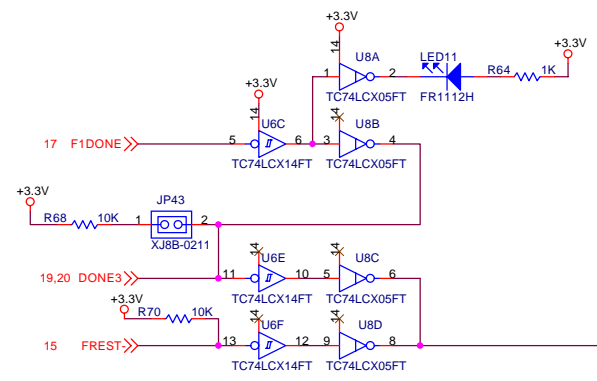 +3.3V
14
U8A
1
2
TC74LCX05FT
LED11
FR1112H
R64
1K
+3.3V
+3.3V
14
U6C
17 F1DONE
5
6
TC74LCX14FT
14
U8B
3
4
TC74LCX05FT
+3.3V
R68
10K
JP43
1
2
XJ8B-0211
14
U6E
19,20 DONE3
11
10
TC74LCX14FT
14
U8C
5
6
TC74LCX05FT
+3.3V
R70
10K
14
U6F
15 FREST
13
12
TC74LCX14FT
14
U8D
9
8
TC74LCX05FT